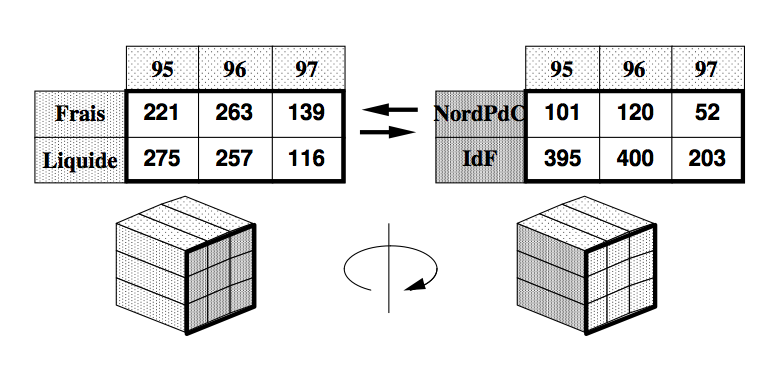 95 96 97
Frais 221 263 139
Liquide 275 257 116
95 96 97
NordPdC 101 120 52
IdF 395 400 203